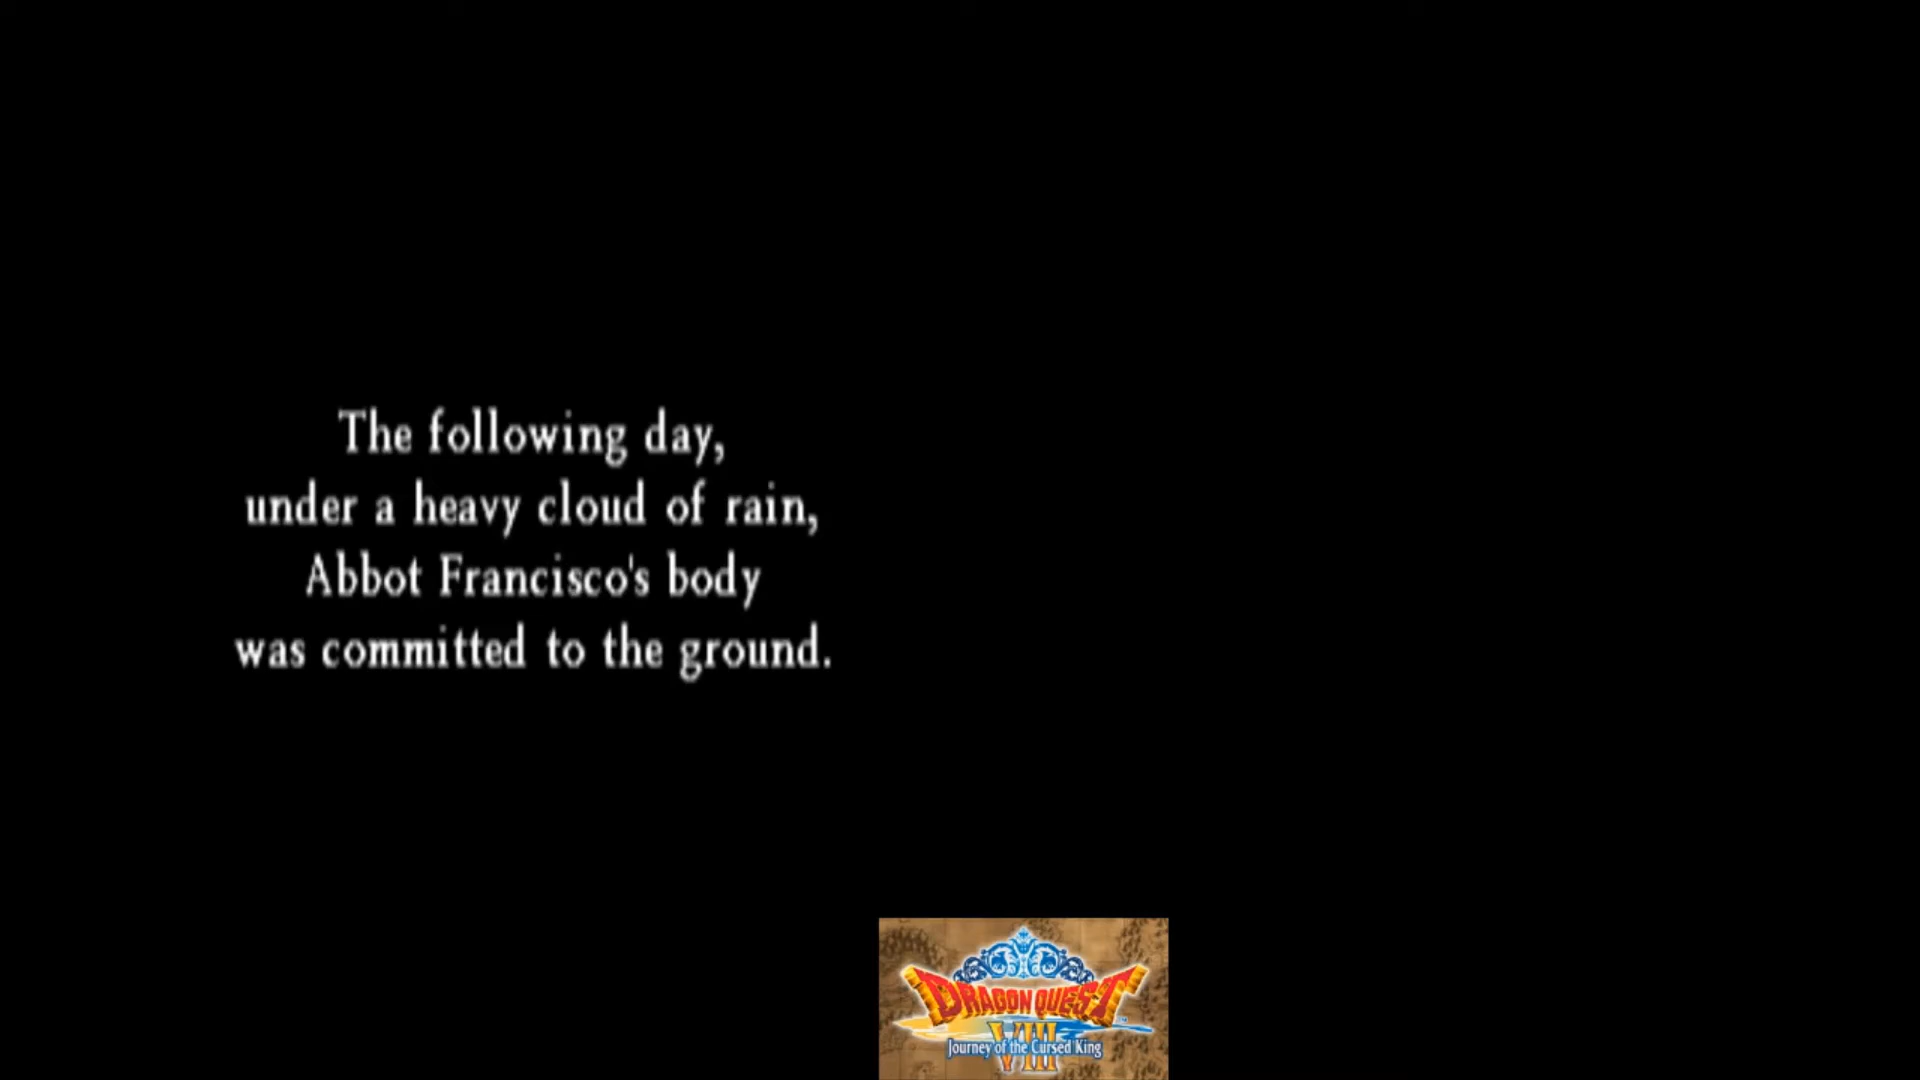 The following day,
under a heavy cloud of rain,
Abbot Francisco's body
was committed to the ground.
DRAGON QUEST
VIII
Journey of the Cursed King